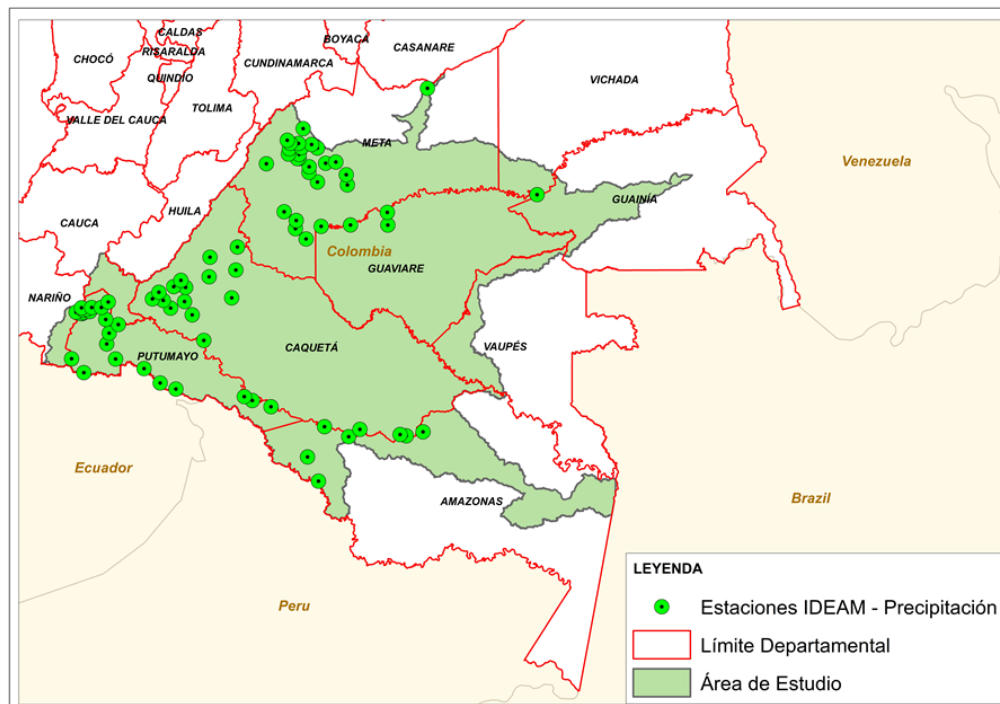 CALDAS
BOYACA
CASANARE
CHOCÓ
RISARALDA
CUNDINAMARCA
QUINDIO
VICHADA
TOLIMA
VALLE DEL CAUCA
META
Venezuela
GUAINÍA
HUILA
CAUCA
Colombia
GUAVIARE
NARIÑO
CAQUETÁ
VAUPÉS
PUTUMAYO
Ecuador
Brazil
AMAZONAS
Peru
LEYENDA
Estaciones IDEAM - Precipitación
Límite Departamental
Área de Estudio